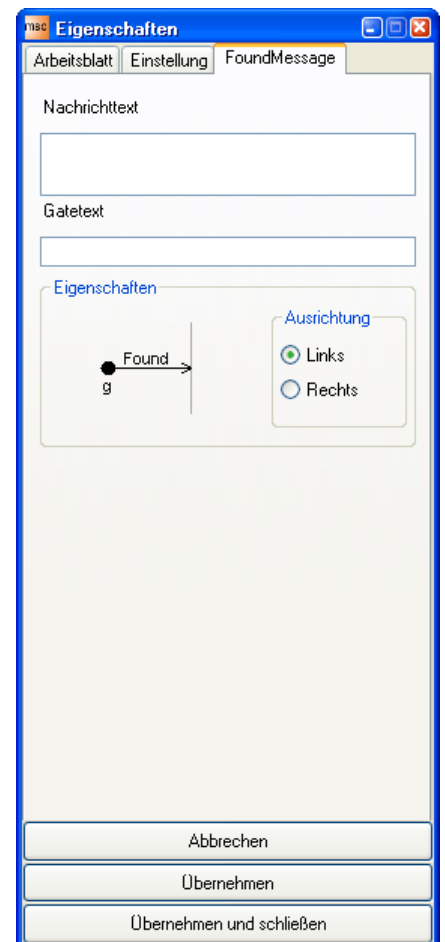 msc Eigenschaften
Arbeitsblatt Einstellung FoundMessage
Nachrichttext
Gatetext
Eigenschaften
Ausrichtung
Found
g
Links
Rechts
Abbrechen
Übernehmen
Übernehmen und schließen